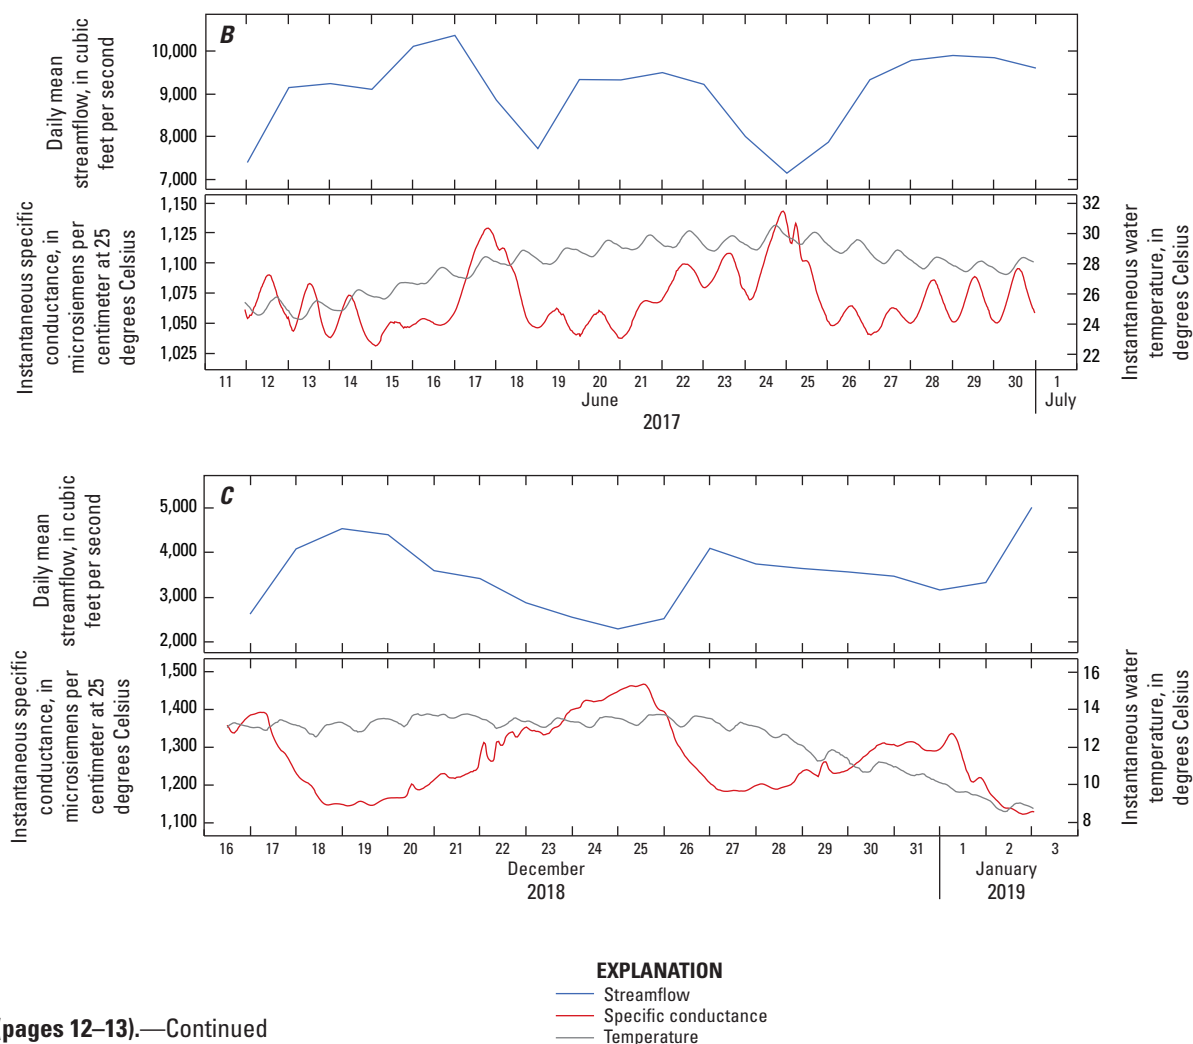 B
Daily mean
streamflow, in cubic
feet per second
10,000
9,000
8,000
7,000
Instantaneous specific
conductance, in
microsiemens per
centimeter at 25
degrees Celsius
1,150
1,125
1,100
1,075
1,050
1,025
32
30
28
26
24
22
Instantaneous water
temperature, in
degrees Celsius
11 12 13 14 15 16 17 18 19 20 21 22 23 24 25 26 27 28 29 30 1
June July
2017
C
Daily mean
streamflow, in cubic
feet per second
5,000
4,000
3,000
2,000
Instantaneous specific
conductance, in
microsiemens per
centimeter at 25
degrees Celsius
1,500
1,400
1,300
1,200
1,100
16
14
12
10
8
Instantaneous water
temperature, in
degrees Celsius
16 17 18 19 20 21 22 23 24 25 26 27 28 29 30 31 1 2 3
December January
2018 2019
EXPLANATION
Streamflow
Specific conductance
Temperature
(pages 12–13).—Continued